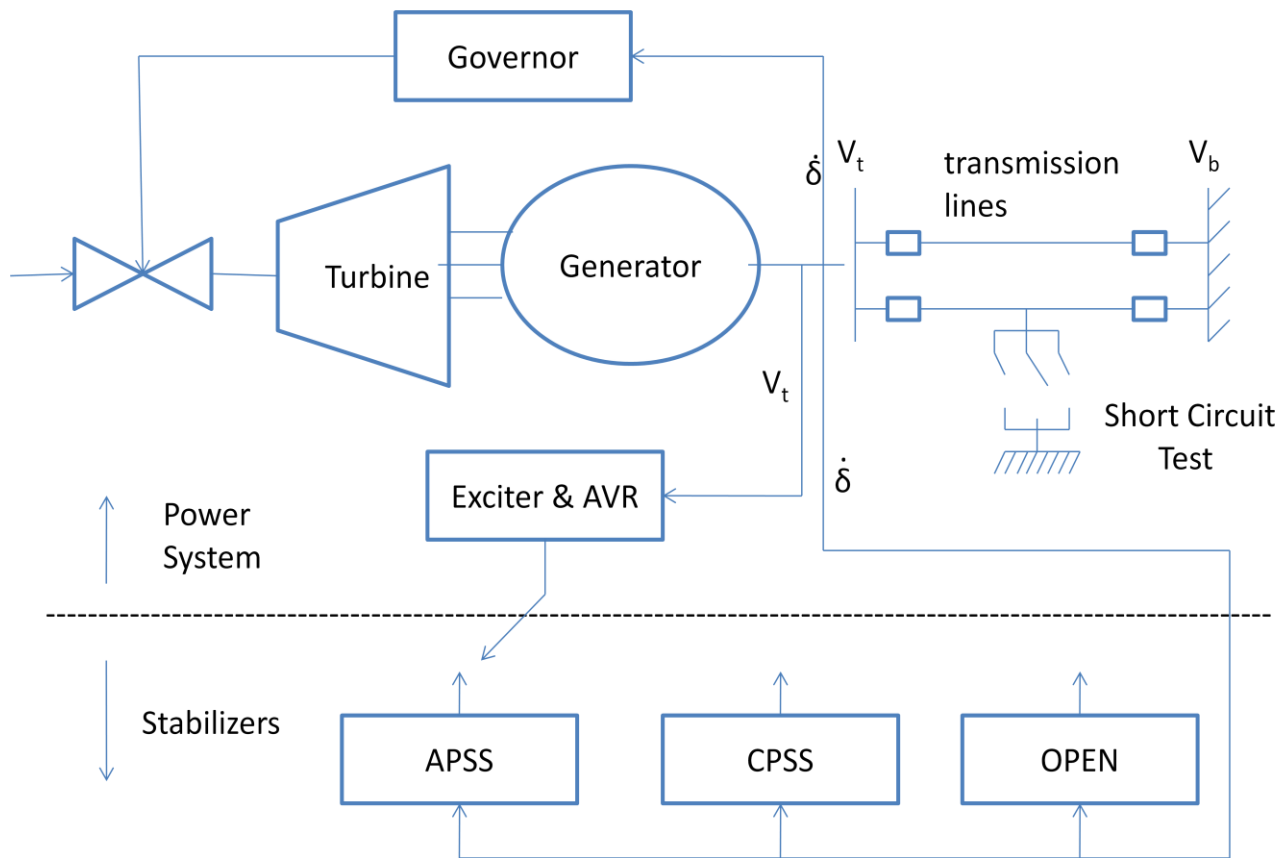 Governor
V_t
transmission
lines
V_b
δ̇
Turbine
Generator
V_t
Short Circuit
Test
δ̇
Exciter & AVR
Power
System
Stabilizers
APSS
CPSS
OPEN